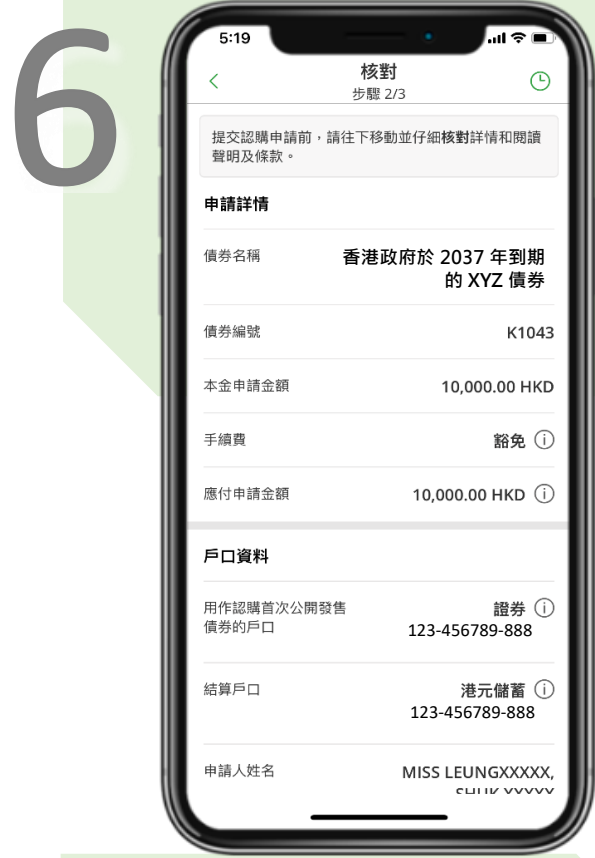 6
5:19
核對
步驟 2/3
提交認購申請前，請往下移動並仔細核對詳情和閱讀
聲明及條款。
申請詳情
債券名稱
香港政府於 2037 年到期
的 XYZ 債券
債券編號
K1043
本金申請金額
10,000.00 HKD
手續費
豁免
應付申請金額
10,000.00 HKD
戶口資料
用作認購首次公開發售
債券的戶口
證券
123-456789-888
結算戶口
港元儲蓄
123-456789-888
申請人姓名
MISS LEUNGXXXXX,
SHUK XXXXX